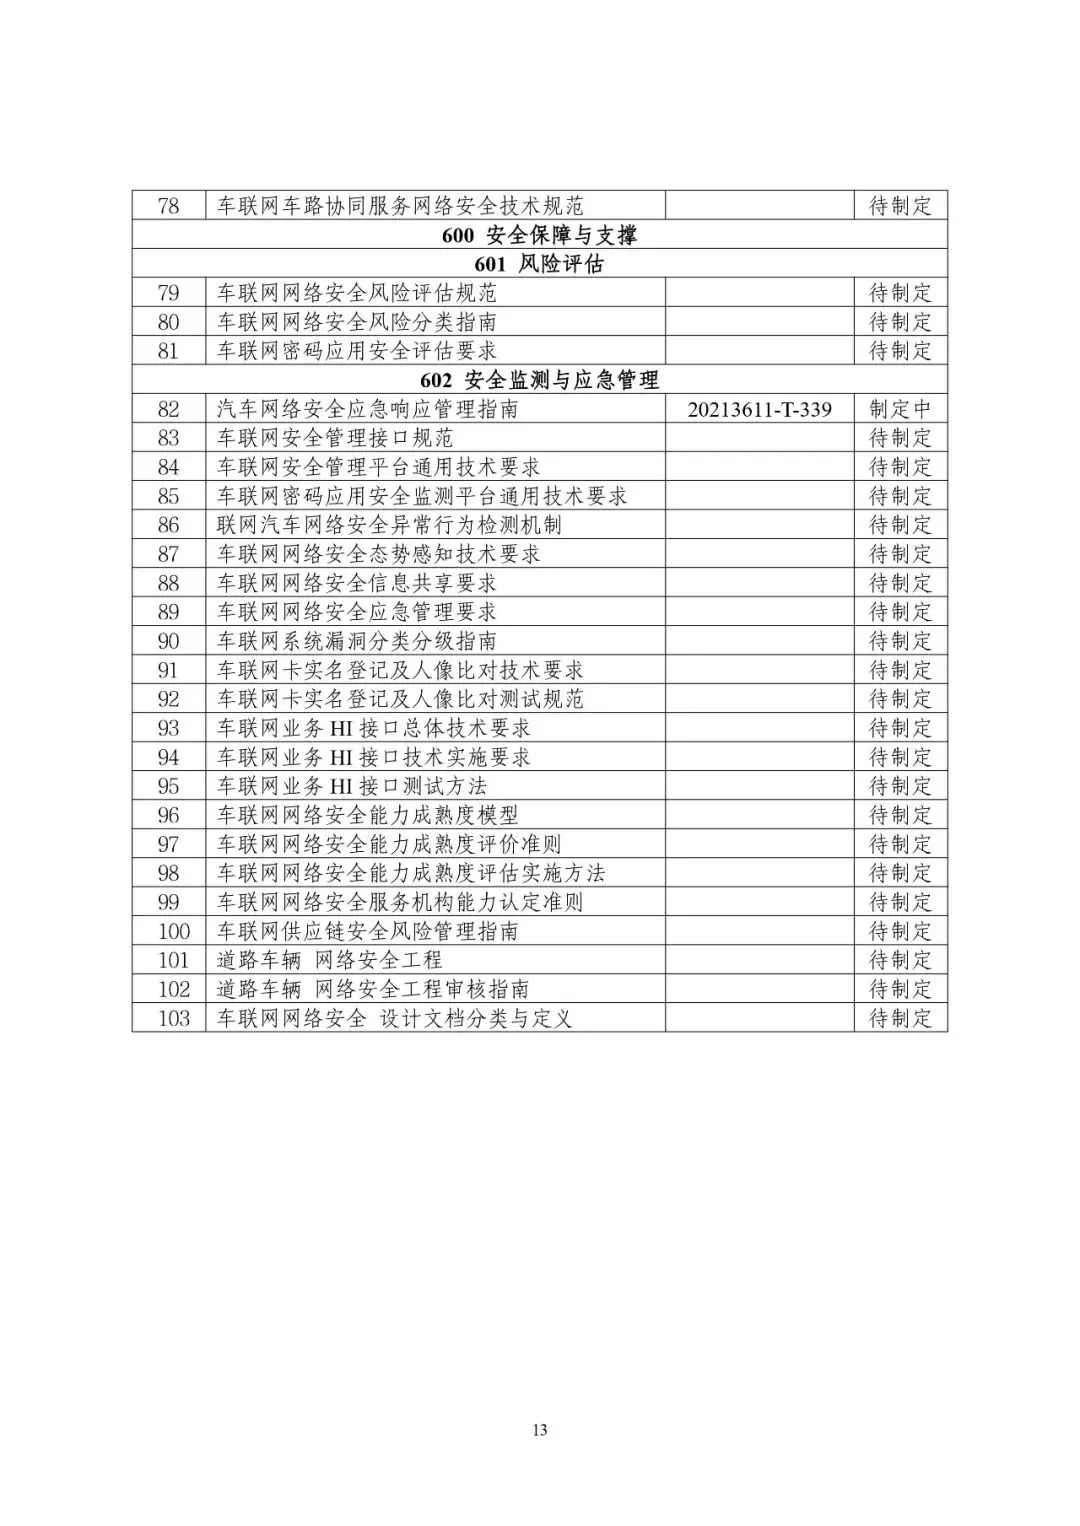 78 车联网车路协同服务网络安全技术规范 待制定
600 安全保障与支撑
601 风险评估
79 车联网网络安全风险评估规范 待制定
80 车联网网络安全风险分类指南 待制定
81 车联网密码应用安全评估要求 待制定
602 安全监测与应急管理
82 汽车网络安全应急响应管理指南 20213611-T-339 制定中
83 车联网安全管理接口规范 待制定
84 车联网安全管理平台通用技术要求 待制定
85 车联网密码应用安全监测平台通用技术要求 待制定
86 联网汽车网络安全异常行为检测机制 待制定
87 车联网网络安全态势感知技术要求 待制定
88 车联网网络安全信息共享要求 待制定
89 车联网网络安全应急管理要求 待制定
90 车联网系统漏洞分类分级指南 待制定
91 车联网卡实名登记及人像比对技术要求 待制定
92 车联网卡实名登记及人像比对测试规范 待制定
93 车联网业务 HI 接口总体技术要求 待制定
94 车联网业务 HI 接口技术实施要求 待制定
95 车联网业务 HI 接口测试方法 待制定
96 车联网网络安全能力成熟度模型 待制定
97 车联网网络安全能力成熟度评价准则 待制定
98 车联网网络安全能力成熟度评估实施方法 待制定
99 车联网网络安全服务机构能力认定准则 待制定
100 车联网供应链安全风险管理指南 待制定
101 道路车辆 网络安全工程 待制定
102 道路车辆 网络安全工程审核指南 待制定
103 车联网网络安全 设计文档分类与定义 待制定
13